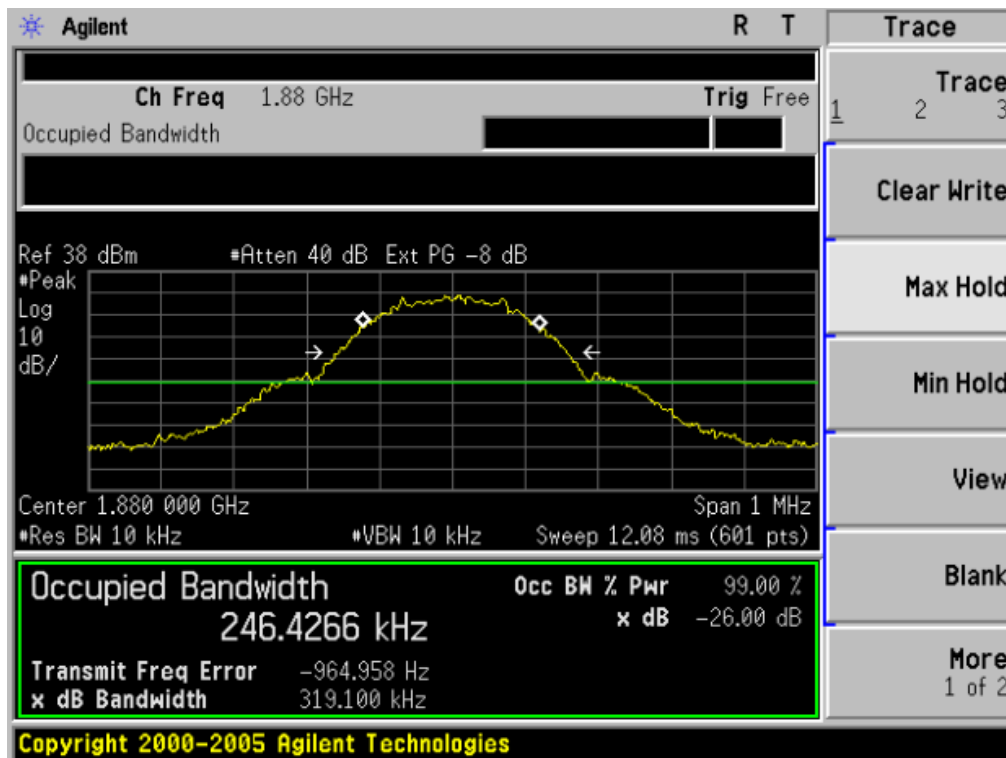 Agilent R T
Trace
Ch Freq 1.88 GHz Trig Free
Occupied Bandwidth
Trace
1 2 3
Clear Write
Max Hold
Min Hold
View
Blank
More
1 of 2
Ref 38 dBm #Atten 40 dB Ext PG -8 dB
#Peak
Log
10
dB/
Center 1.880 000 GHz Span 1 MHz
#Res BW 10 kHz #VBW 10 kHz Sweep 12.08 ms (601 pts)
Occupied Bandwidth
246.4266 kHz
Occ BW % Pwr 99.00 %
x dB -26.00 dB
Transmit Freq Error -964.958 Hz
x dB Bandwidth 319.100 kHz
Copyright 2000-2005 Agilent Technologies